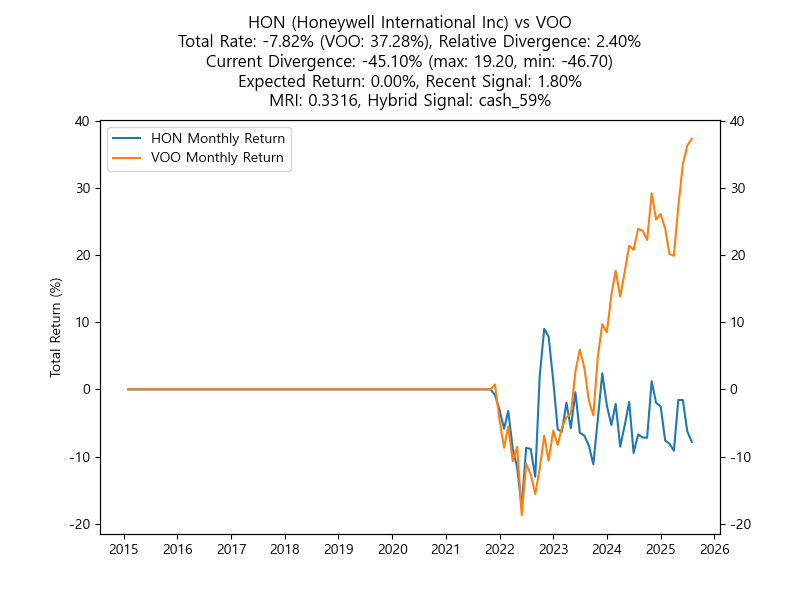 HON (Honeywell International Inc) vs VOO
Total Rate: -7.82% (VOO: 37.28%), Relative Divergence: 2.40%
Current Divergence: -45.10% (max: 19.20, min: -46.70)
Expected Return: 0.00%, Recent Signal: 1.80%
MRI: 0.3316, Hybrid Signal: cash_59%
HON Monthly Return
VOO Monthly Return
Total Return (%)
40
30
20
10
0
-10
-20
40
30
20
10
0
-10
-20
2015 2016 2017 2018 2019 2020 2021 2022 2023 2024 2025 2026